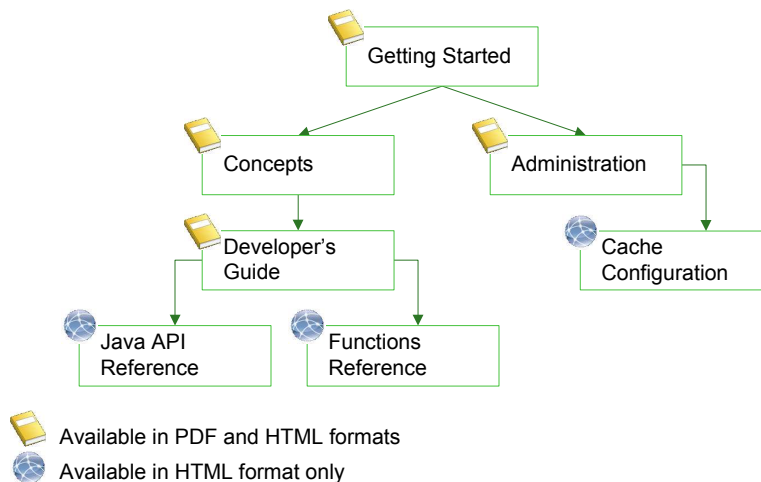 Getting Started
Concepts
Administration
Developer’s
Guide
Cache
Configuration
Java API
Reference
Functions
Reference
Available in PDF and HTML formats
Available in HTML format only